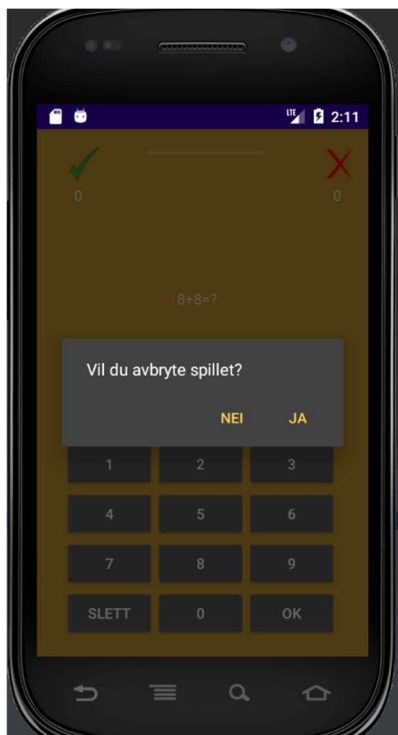 LTE 2:11
0 0
8+8=?
Vil du avbryte spillet?
NEI JA
1 2 3
4 5 6
7 8 9
SLETT 0 OK